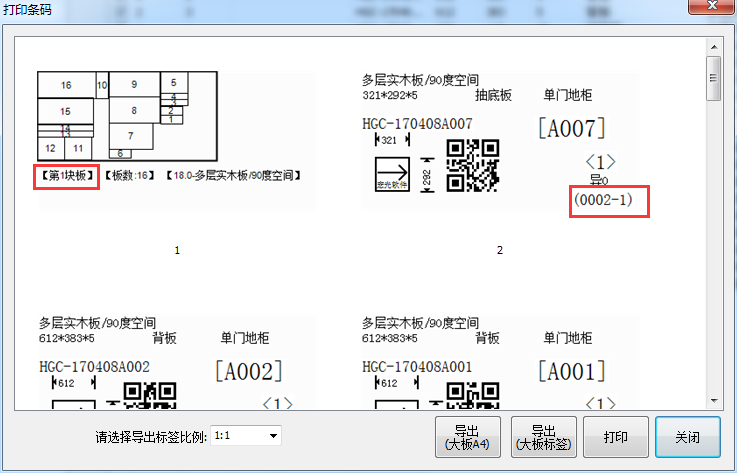 打印条码
16
10
9
5
4
3
15
8
2
1
14
13
7
12
11
6
【第1块板】 【板数:16】 【18.0-多层实木板/90度空间】
1
多层实木板/90度空间
321*292*5 抽底板 单门地柜
HGC-170408A007 [A007]
321
宏光软件
292
<1>
异0
(0002-1)
2
多层实木板/90度空间
612*383*5 背板 单门地柜
HGC-170408A002 [A002]
612
<1>
多层实木板/90度空间
612*383*5 背板 单门地柜
HGC-170408A001 [A001]
612
<1>
请选择导出标签比例: 1:1
导出
(大板A4)
导出
(大板标签)
打印
关闭